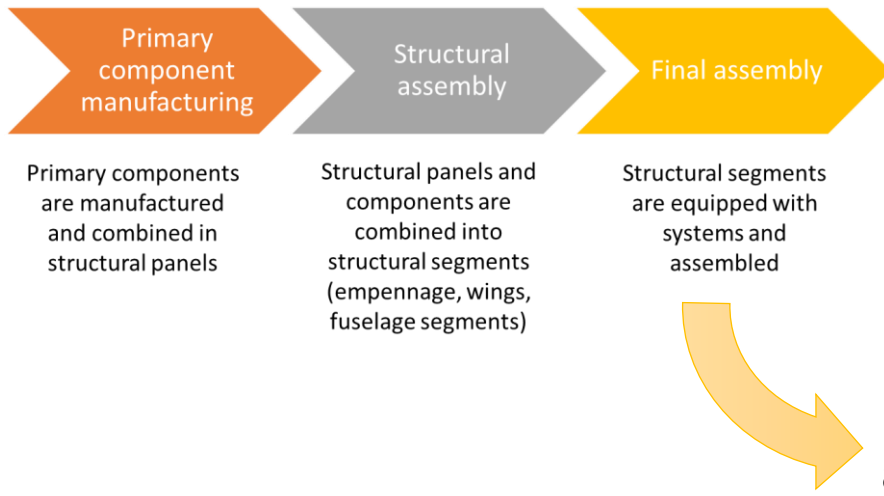 Primary
component
manufacturing
Structural
assembly
Final assembly
Primary components
are manufactured
and combined in
structural panels
Structural panels and
components are
combined into
structural segments
(empennage, wings,
fuselage segments)
Structural segments
are equipped with
systems and
assembled